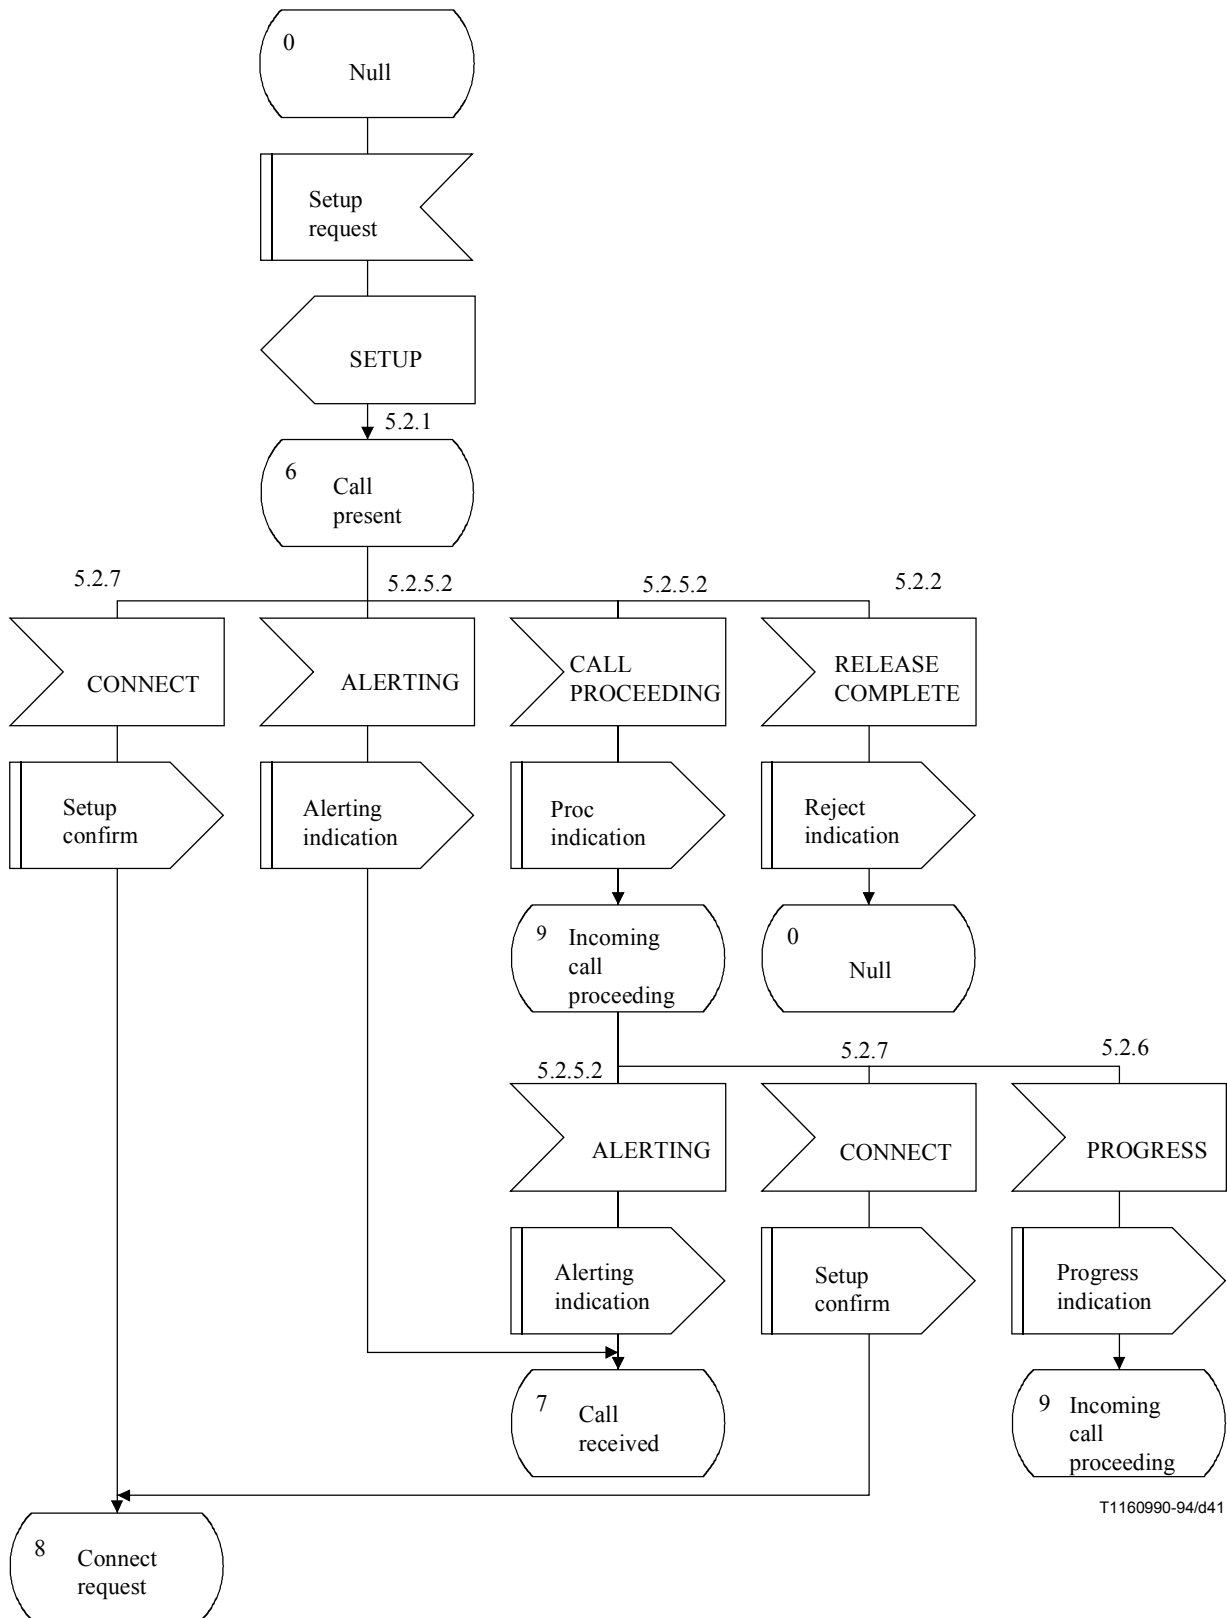 0
Null
Setup
request
SETUP
5.2.1
6
Call
present
5.2.7
5.2.5.2
5.2.5.2
5.2.2
CONNECT
ALERTING
CALL
PROCEEDING
RELEASE
COMPLETE
Setup
confirm
Alerting
indication
Proc
indication
Reject
indication
9
Incoming
call
proceeding
0
Null
5.2.5.2
5.2.7
5.2.6
ALERTING
CONNECT
PROGRESS
Alerting
indication
Setup
confirm
Progress
indication
7
Call
received
9
Incoming
call
proceeding
T1160990-94/d41
8
Connect
request